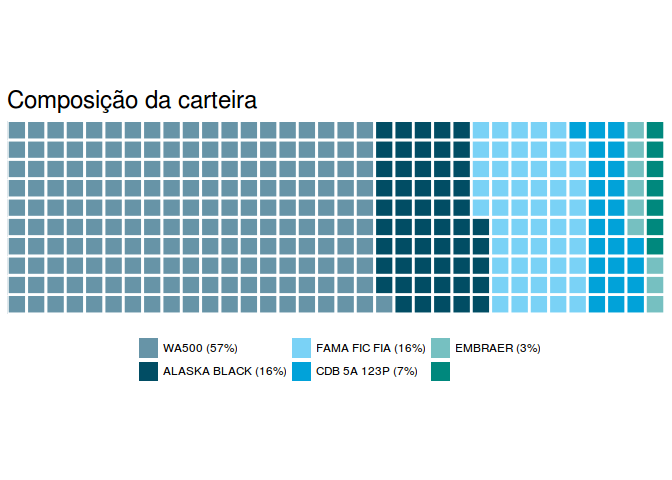 Composição da carteira
WA500 (57%) FAMA FIC FIA (16%) EMBRAER (3%)
ALASKA BLACK (16%) CDB 5A 123P (7%)